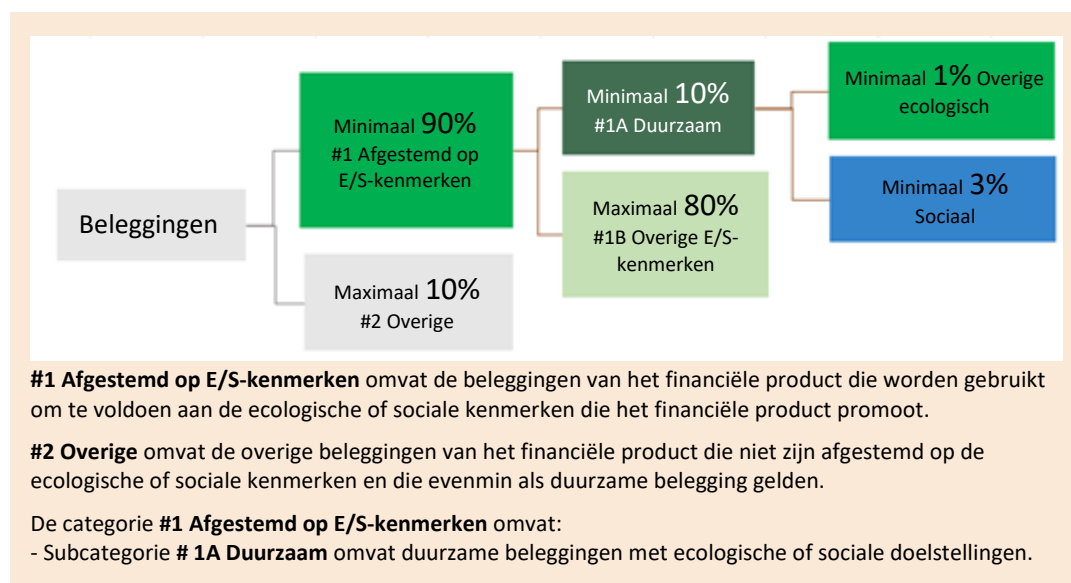 Beleggingen
Minimaal 90%
#1 Afgestemd op
E/S-kenmerken
Maximaal 10%
#2 Overige
Minimaal 10%
#1A Duurzaam
Maximaal 80%
#1B Overige E/S-
kenmerken
Minimaal 1% Overige
ecologisch
Minimaal 3%
Sociaal
#1 Afgestemd op E/S-kenmerken omvat de beleggingen van het financiële product die worden gebruikt
om te voldoen aan de ecologische of sociale kenmerken die het financiële product promoot.
#2 Overige omvat de overige beleggingen van het financiële product die niet zijn afgestemd op de
ecologische of sociale kenmerken en die evenmin als duurzame belegging gelden.
De categorie #1 Afgestemd op E/S-kenmerken omvat:
- Subcategorie # 1A Duurzaam omvat duurzame beleggingen met ecologische of sociale doelstellingen.